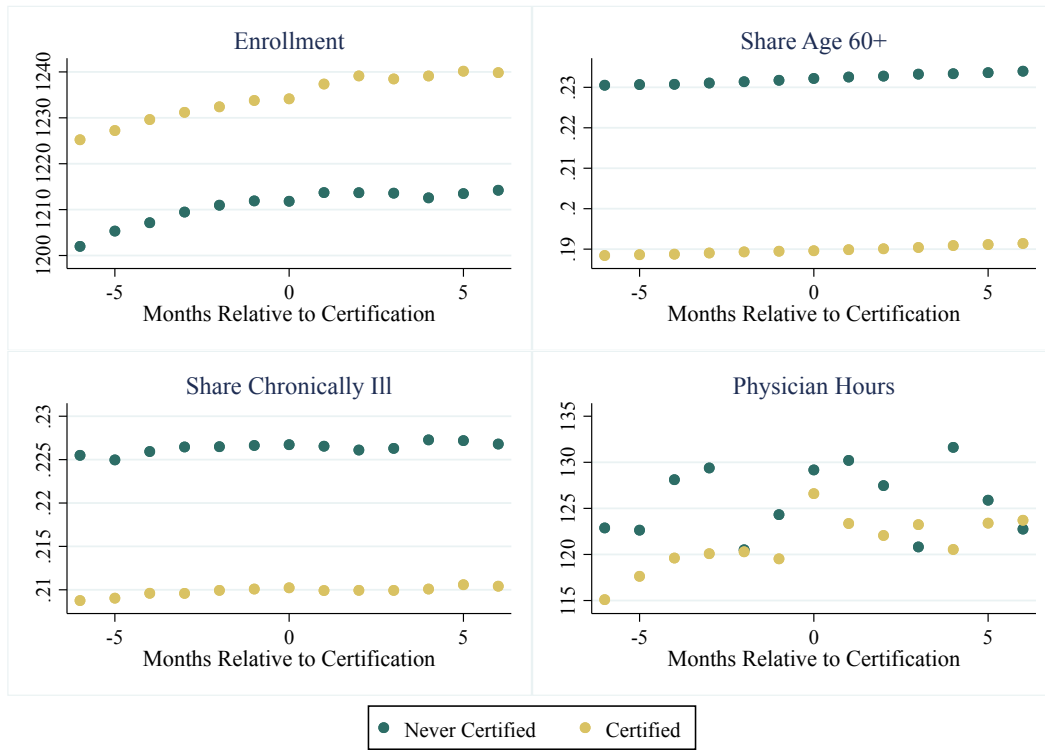 Enrollment
1240
1230
1220
1210
1200
-5 0 5
Months Relative to Certification
Share Age 60+
.23
.22
.21
.2
.19
-5 0 5
Months Relative to Certification
Share Chronically Ill
.23
.225
.22
.215
.21
-5 0 5
Months Relative to Certification
Physician Hours
135
130
125
120
115
-5 0 5
Months Relative to Certification
Never Certified Certified